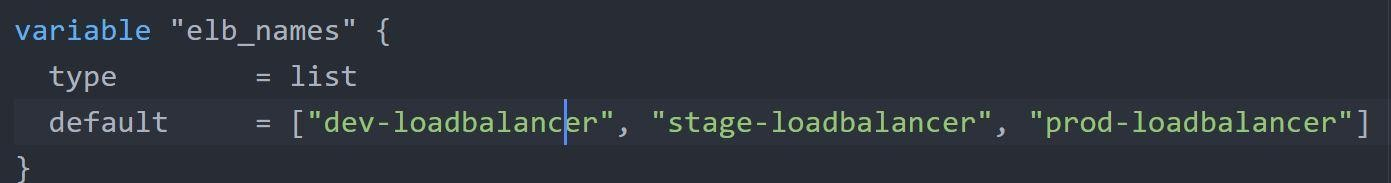 variable "elb_names" {
  type        = list
  default     = ["dev-loadbalancer", "stage-loadbalancer", "prod-loadbalancer"]
}